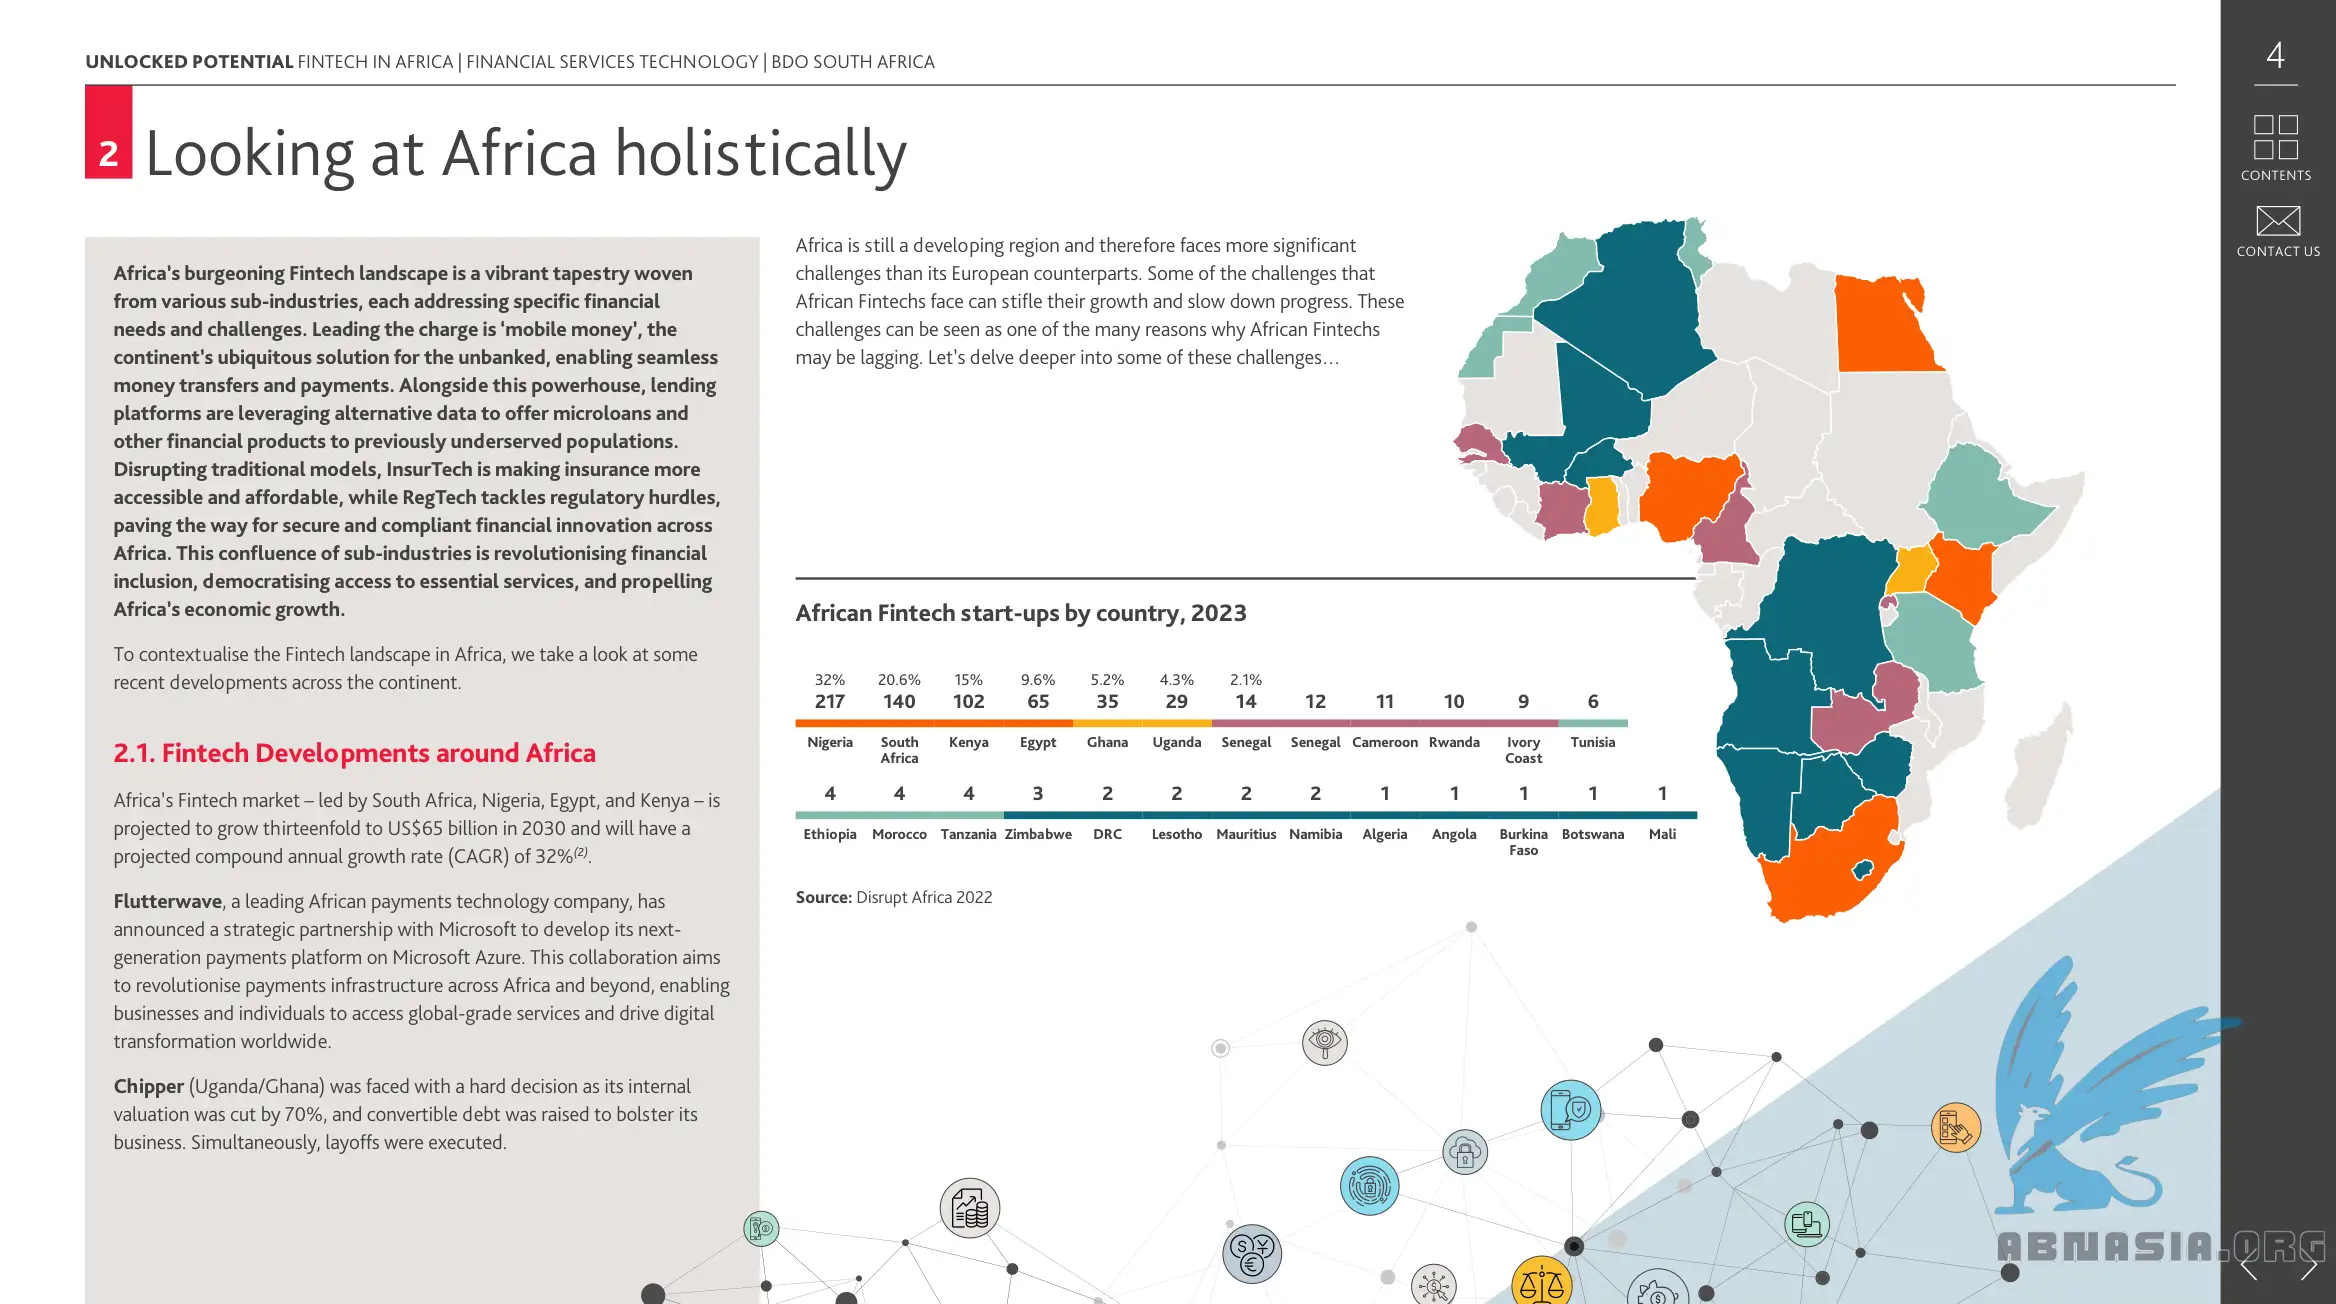 UNLOCKED POTENTIAL FINTECH IN AFRICA | FINANCIAL SERVICES TECHNOLOGY | BDO SOUTH AFRICA
4
CONTENTS
CONTACT US
2 Looking at Africa holistically
Africa's burgeoning Fintech landscape is a vibrant tapestry woven
from various sub-industries, each addressing specific financial
needs and challenges. Leading the charge is 'mobile money', the
continent's ubiquitous solution for the unbanked, enabling seamless
money transfers and payments. Alongside this powerhouse, lending
platforms are leveraging alternative data to offer microloans and
other financial products to previously underserved populations.
Disrupting traditional models, InsurTech is making insurance more
accessible and affordable, while RegTech tackles regulatory hurdles,
paving the way for secure and compliant financial innovation across
Africa. This confluence of sub-industries is revolutionising financial
inclusion, democratising access to essential services, and propelling
Africa's economic growth.
To contextualise the Fintech landscape in Africa, we take a look at some
recent developments across the continent.
2.1. Fintech Developments around Africa
Africa's Fintech market – led by South Africa, Nigeria, Egypt, and Kenya – is
projected to grow thirteenfold to US$65 billion in 2030 and will have a
projected compound annual growth rate (CAGR) of 32%(2).
Flutterwave, a leading African payments technology company, has
announced a strategic partnership with Microsoft to develop its next-
generation payments platform on Microsoft Azure. This collaboration aims
to revolutionise payments infrastructure across Africa and beyond, enabling
businesses and individuals to access global-grade services and drive digital
transformation worldwide.
Chipper (Uganda/Ghana) was faced with a hard decision as its internal
valuation was cut by 70%, and convertible debt was raised to bolster its
business. Simultaneously, layoffs were executed.
Africa is still a developing region and therefore faces more significant
challenges than its European counterparts. Some of the challenges that
African Fintechs face can stifle their growth and slow down progress. These
challenges can be seen as one of the many reasons why African Fintechs
may be lagging. Let's delve deeper into some of these challenges...
African Fintech start-ups by country, 2023
32% 20.6% 15% 9.6% 5.2% 4.3% 2.1%
217 140 102 65 35 29 14 12 11 10 9 6
Nigeria South Africa Kenya Egypt Ghana Uganda Senegal Senegal Cameroon Rwanda Ivory Coast Tunisia
4 4 4 3 2 2 2 2 1 1 1 1 1
Ethiopia Morocco Tanzania Zimbabwe DRC Lesotho Mauritius Namibia Algeria Angola Burkina Faso Botswana Mali
Source: Disrupt Africa 2022
ABNASIA.ORG